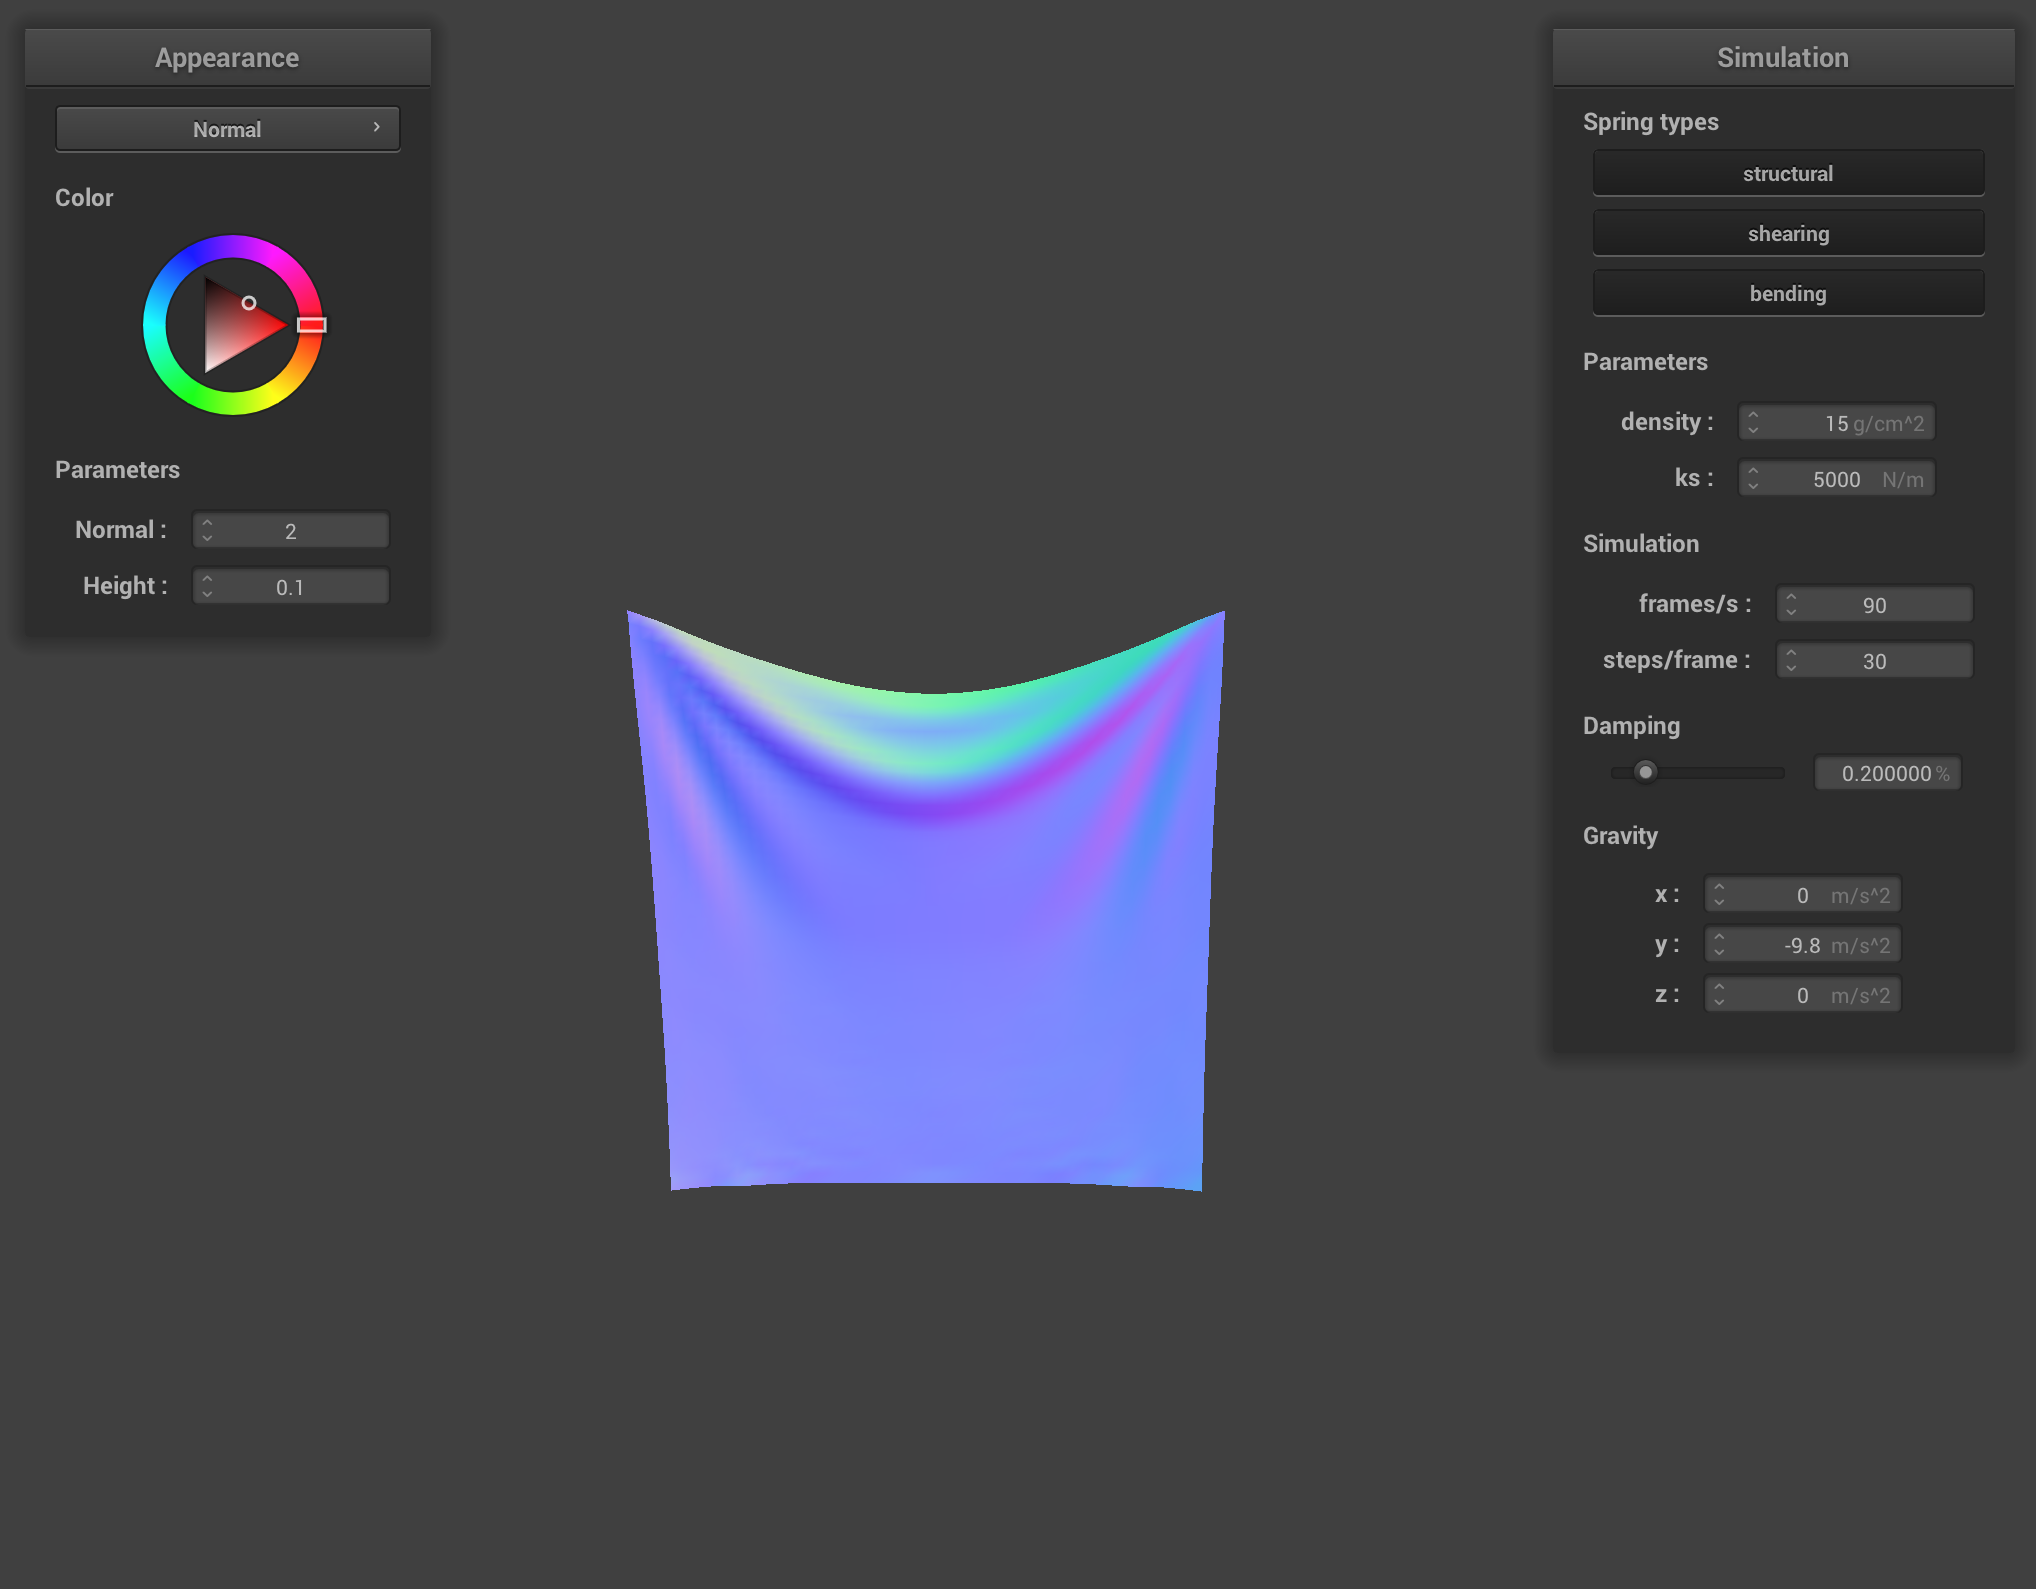 Appearance
Normal
Color
Parameters
Normal : 2
Height : 0.1
Simulation
Spring types
structural
shearing
bending
Parameters
density : 15 g/cm^2
ks : 5000 N/m
Simulation
frames/s : 90
steps/frame : 30
Damping
0.200000 %
Gravity
x : 0 m/s^2
y : -9.8 m/s^2
z : 0 m/s^2